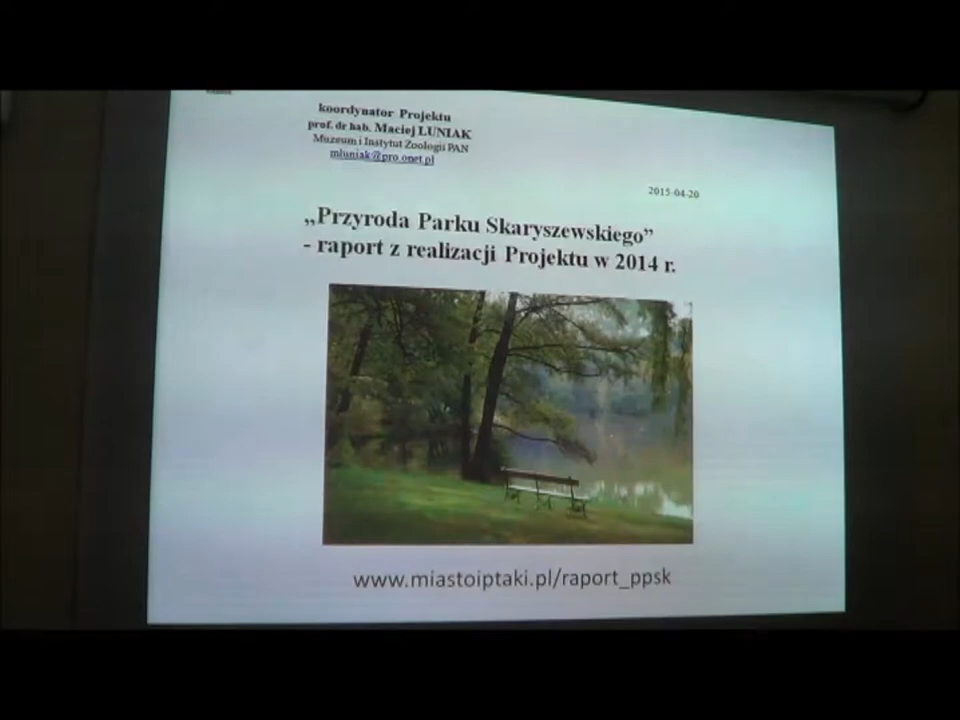 koordynator Projektu
prof. dr hab. Maciej LUNIAK
Muzeum i Instytut Zoologii PAN
mluniak@pro.onet.pl
2015-04-20
„Przyroda Parku Skaryszewskiego”
- raport z realizacji Projektu w 2014 r.
www.miastoiptaki.pl/raport_ppsk